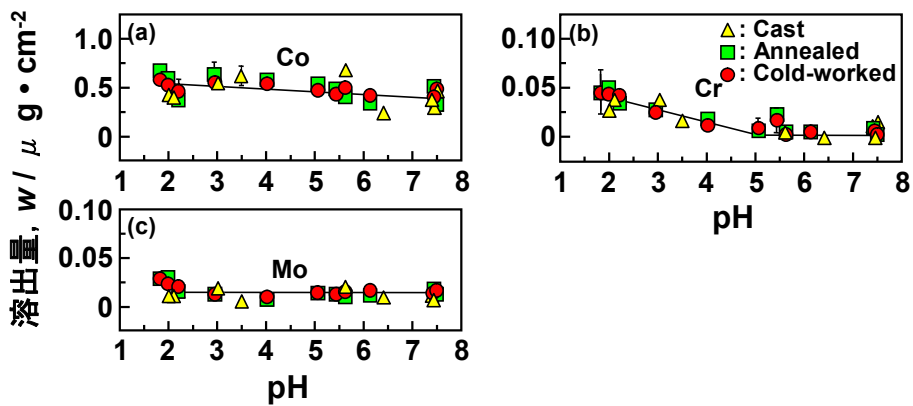 溶出量, w/ μ g・cm-2
(a)
Co
1.0
0.5
0
1 2 3 4 5 6 7 8
(b)
: Cast
: Annealed
: Cold-worked
Cr
0.10
0.05
0
1 2 3 4 5 6 7 8
pH
(c)
Mo
0.10
0.05
0
1 2 3 4 5 6 7 8
pH